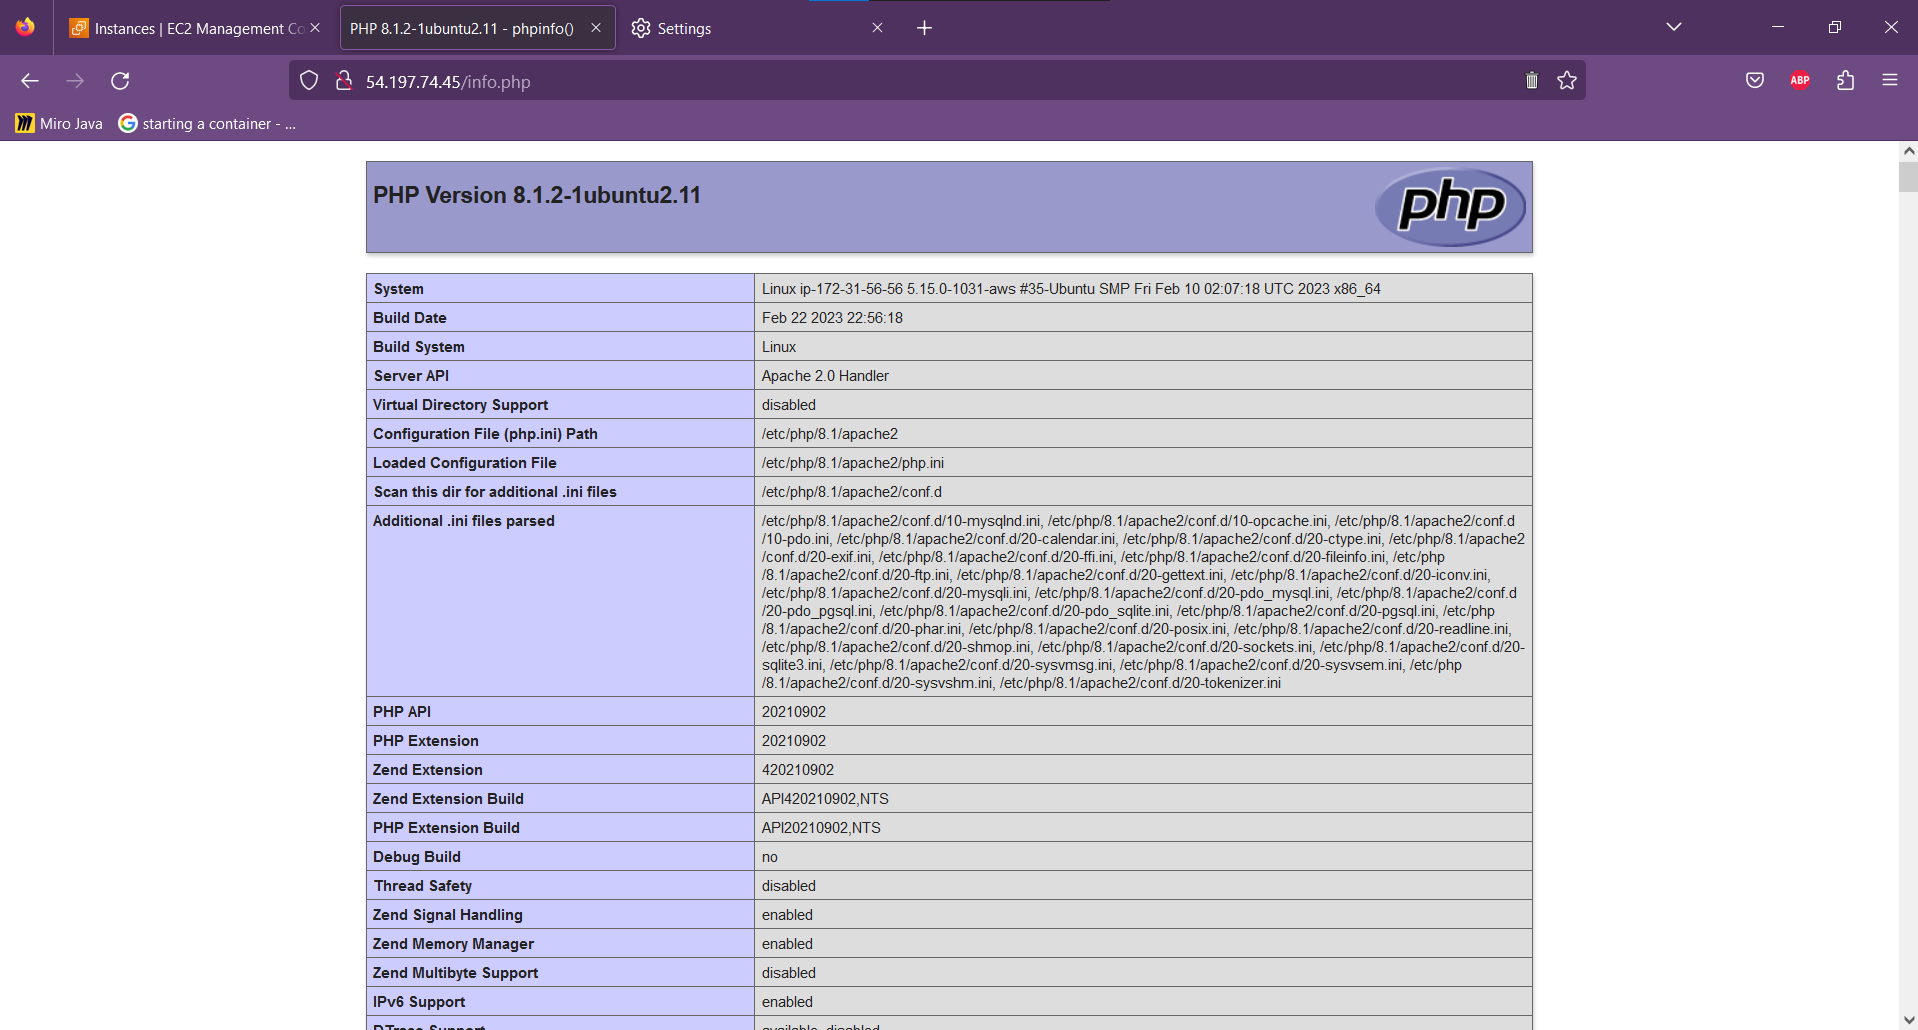 Instances | EC2 Management Co
PHP 8.1.2-1ubuntu2.11 - phpinfo()
Settings
54.197.74.45/info.php
ABP
Miro Java
starting a container - ...
PHP Version 8.1.2-1ubuntu2.11
php
System Linux ip-172-31-56-56 5.15.0-1031-aws #35-Ubuntu SMP Fri Feb 10 02:07:18 UTC 2023 x86_64
Build Date Feb 22 2023 22:56:18
Build System Linux
Server API Apache 2.0 Handler
Virtual Directory Support disabled
Configuration File (php.ini) Path /etc/php/8.1/apache2
Loaded Configuration File /etc/php/8.1/apache2/php.ini
Scan this dir for additional .ini files /etc/php/8.1/apache2/conf.d
Additional .ini files parsed /etc/php/8.1/apache2/conf.d/10-mysqlnd.ini, /etc/php/8.1/apache2/conf.d/10-opcache.ini, /etc/php/8.1/apache2/conf.d
/10-pdo.ini, /etc/php/8.1/apache2/conf.d/20-calendar.ini, /etc/php/8.1/apache2/conf.d/20-ctype.ini, /etc/php/8.1/apache2
/conf.d/20-exif.ini, /etc/php/8.1/apache2/conf.d/20-ffi.ini, /etc/php/8.1/apache2/conf.d/20-fileinfo.ini, /etc/php
/8.1/apache2/conf.d/20-ftp.ini, /etc/php/8.1/apache2/conf.d/20-gettext.ini, /etc/php/8.1/apache2/conf.d/20-iconv.ini,
/etc/php/8.1/apache2/conf.d/20-mysqli.ini, /etc/php/8.1/apache2/conf.d/20-pdo_mysql.ini, /etc/php/8.1/apache2/conf.d
/20-pdo_pgsql.ini, /etc/php/8.1/apache2/conf.d/20-pdo_sqlite.ini, /etc/php/8.1/apache2/conf.d/20-pgsql.ini, /etc/php
/8.1/apache2/conf.d/20-phar.ini, /etc/php/8.1/apache2/conf.d/20-posix.ini, /etc/php/8.1/apache2/conf.d/20-readline.ini,
/etc/php/8.1/apache2/conf.d/20-shmop.ini, /etc/php/8.1/apache2/conf.d/20-sockets.ini, /etc/php/8.1/apache2/conf.d/20-
sqlite3.ini, /etc/php/8.1/apache2/conf.d/20-sysvmsg.ini, /etc/php/8.1/apache2/conf.d/20-sysvsem.ini, /etc/php
/8.1/apache2/conf.d/20-sysvshm.ini, /etc/php/8.1/apache2/conf.d/20-tokenizer.ini
PHP API 20210902
PHP Extension 20210902
Zend Extension 420210902
Zend Extension Build API420210902,NTS
PHP Extension Build API20210902,NTS
Debug Build no
Thread Safety disabled
Zend Signal Handling enabled
Zend Memory Manager enabled
Zend Multibyte Support disabled
IPv6 Support enabled
DTrace Support available, disabled